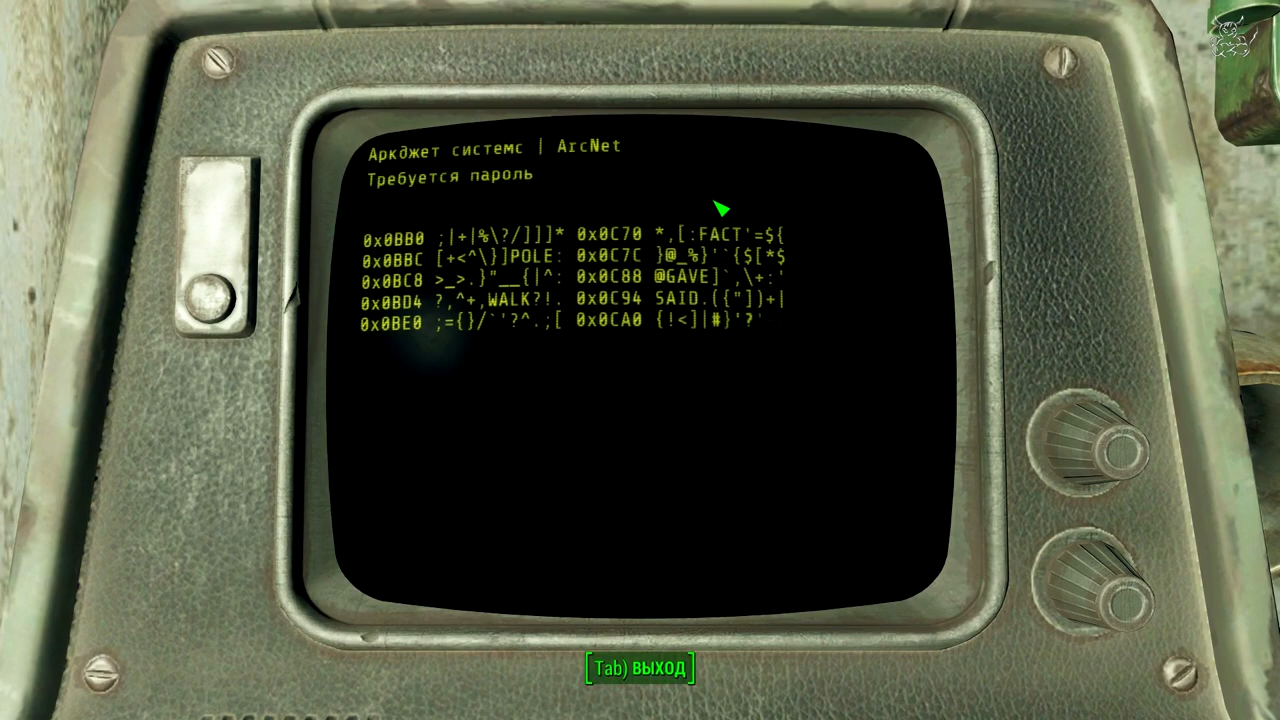 Аркджет системс | ArcNet
Требуется пароль
0x0BB0 ;|+|%\?/]]]* 0x0C70 *,[:FACT'=${
0x0BBC [+<^\}]POLE: 0x0C7C }@_%}'`{$[*$
0x0BC8 >_>.}"__{|^: 0x0C88 @GAVE]`,\+:'
0x0BD4 ?,^+,WALK?!. 0x0C94 SAID.({"])+|
0x0BE0 ;={}/`'?^.;[ 0x0CA0 {!<]|#}'?'
[Tab) ВЫХОД]